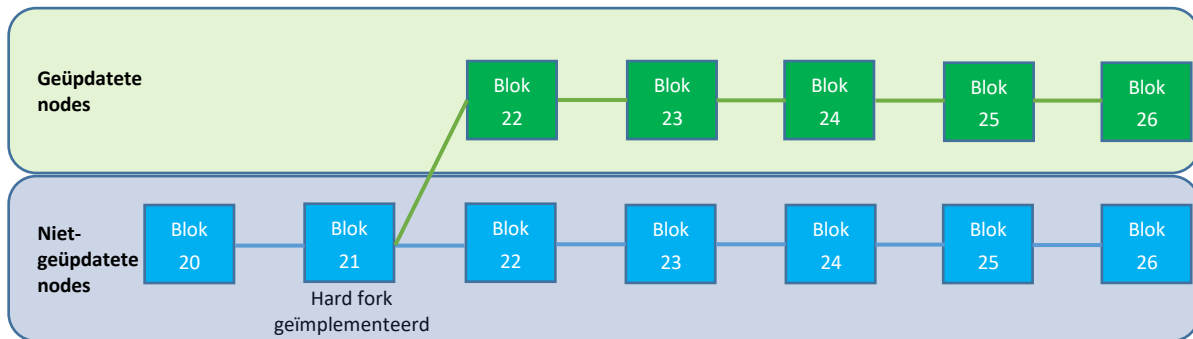 Geüpdatete
nodes
Blok
22
Blok
23
Blok
24
Blok
25
Blok
26
Niet-
geüpdatete
nodes
Blok
20
Blok
21
Blok
22
Blok
23
Blok
24
Blok
25
Blok
26
Hard fork
geïmplementeerd